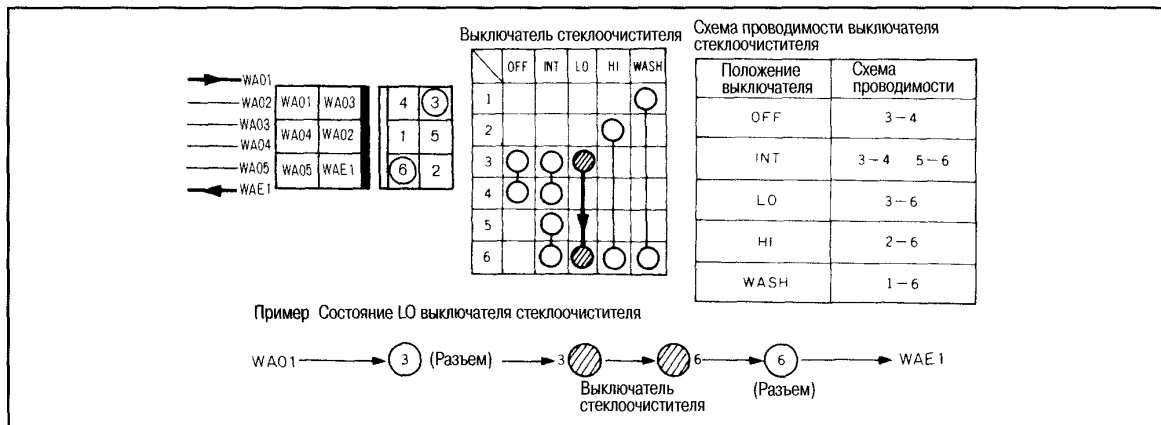 Выключатель стеклоочистителя
OFF INT LO HI WASH
1
2
3
4
5
6
WA01
WA02
WA03
WA04
WA05
WAE1
WA01 WA03
WA04 WA02
WA05 WAE1
4 3
1 5
6 2
Схема проводимости выключателя
стеклоочистителя
Положение выключателя Схема проводимости
OFF 3-4
INT 3-4 5-6
LO 3-6
HI 2-6
WASH 1-6
Пример Состояние LO выключателя стеклоочистителя
WA01 3 (Разъем) 3 6 6 WAE1
Выключатель
стеклоочистителя
(Разъем)